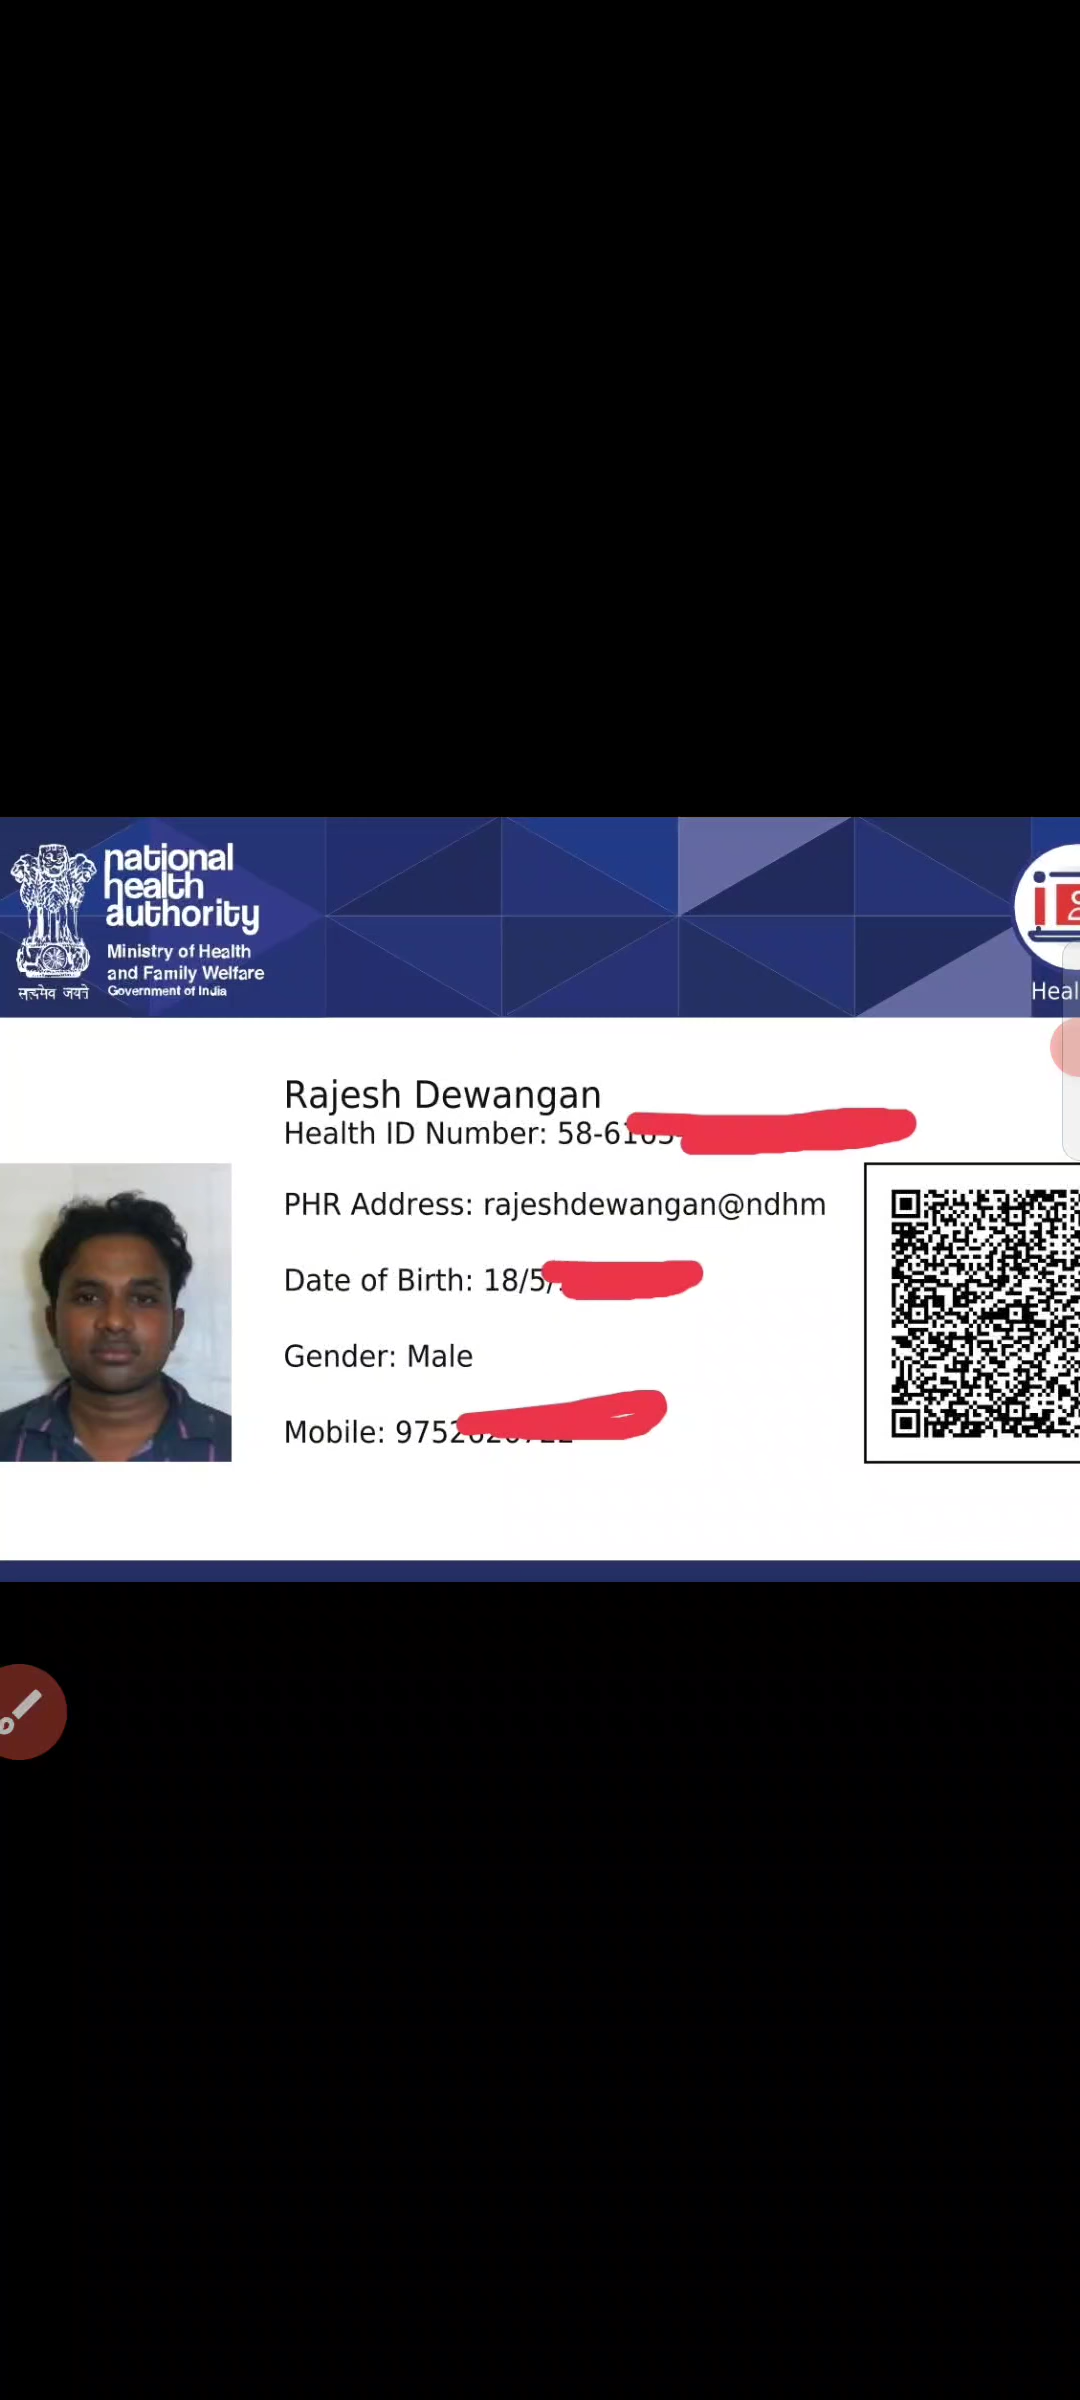 national
health
authority
Ministry of Health
and Family Welfare
Government of India
सत्यमेव जयते
Heal
Rajesh Dewangan
Health ID Number: 58-6
PHR Address: rajeshdewangan@ndhm
Date of Birth: 18/5/
Gender: Male
Mobile: 975